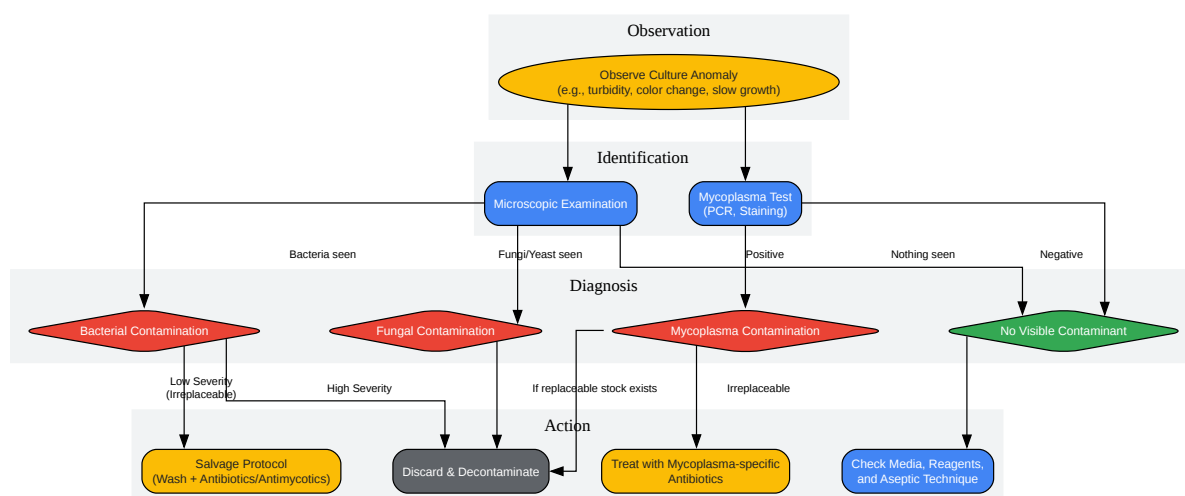 Observation
Observe Culture Anomaly
(e.g., turbidity, color change, slow growth)
Identification
Microscopic Examination
Mycoplasma Test
(PCR, Staining)
Bacteria seen
Fungi/Yeast seen
Positive
Nothing seen
Negative
Diagnosis
Bacterial Contamination
Fungal Contamination
Mycoplasma Contamination
No Visible Contaminant
Low Severity
(Irreplaceable)
High Severity
If replaceable stock exists
Irreplaceable
Action
Salvage Protocol
(Wash + Antibiotics/Antimycotics)
Discard & Decontaminate
Treat with Mycoplasma-specific
Antibiotics
Check Media, Reagents,
and Aseptic Technique